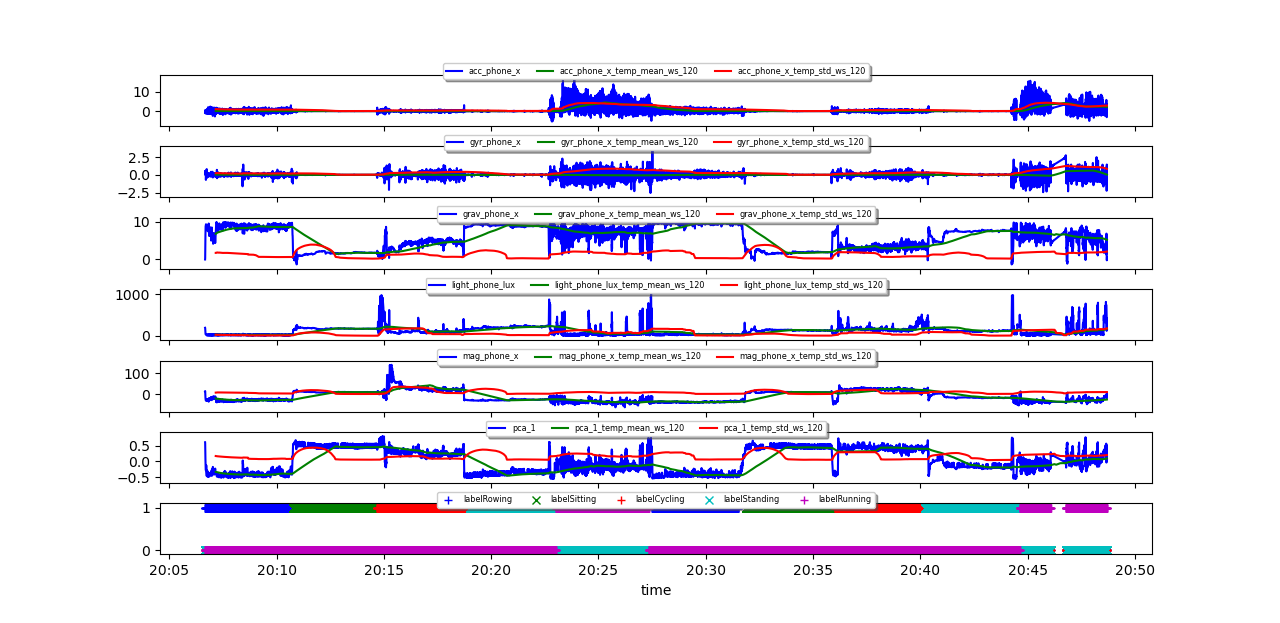 acc_phone_x acc_phone_x_temp_mean_ws_120 acc_phone_x_temp_std_ws_120
10
0
gyr_phone_x gyr_phone_x_temp_mean_ws_120 gyr_phone_x_temp_std_ws_120
2.5
0.0
−2.5
grav_phone_x grav_phone_x_temp_mean_ws_120 grav_phone_x_temp_std_ws_120
10
0
light_phone_lux light_phone_lux_temp_mean_ws_120 light_phone_lux_temp_std_ws_120
1000
0
mag_phone_x mag_phone_x_temp_mean_ws_120 mag_phone_x_temp_std_ws_120
100
0
pca_1 pca_1_temp_mean_ws_120 pca_1_temp_std_ws_120
0.5
0.0
−0.5
labelRowing labelSitting labelCycling labelStanding labelRunning
1
0
20:05 20:10 20:15 20:20 20:25 20:30 20:35 20:40 20:45 20:50
time